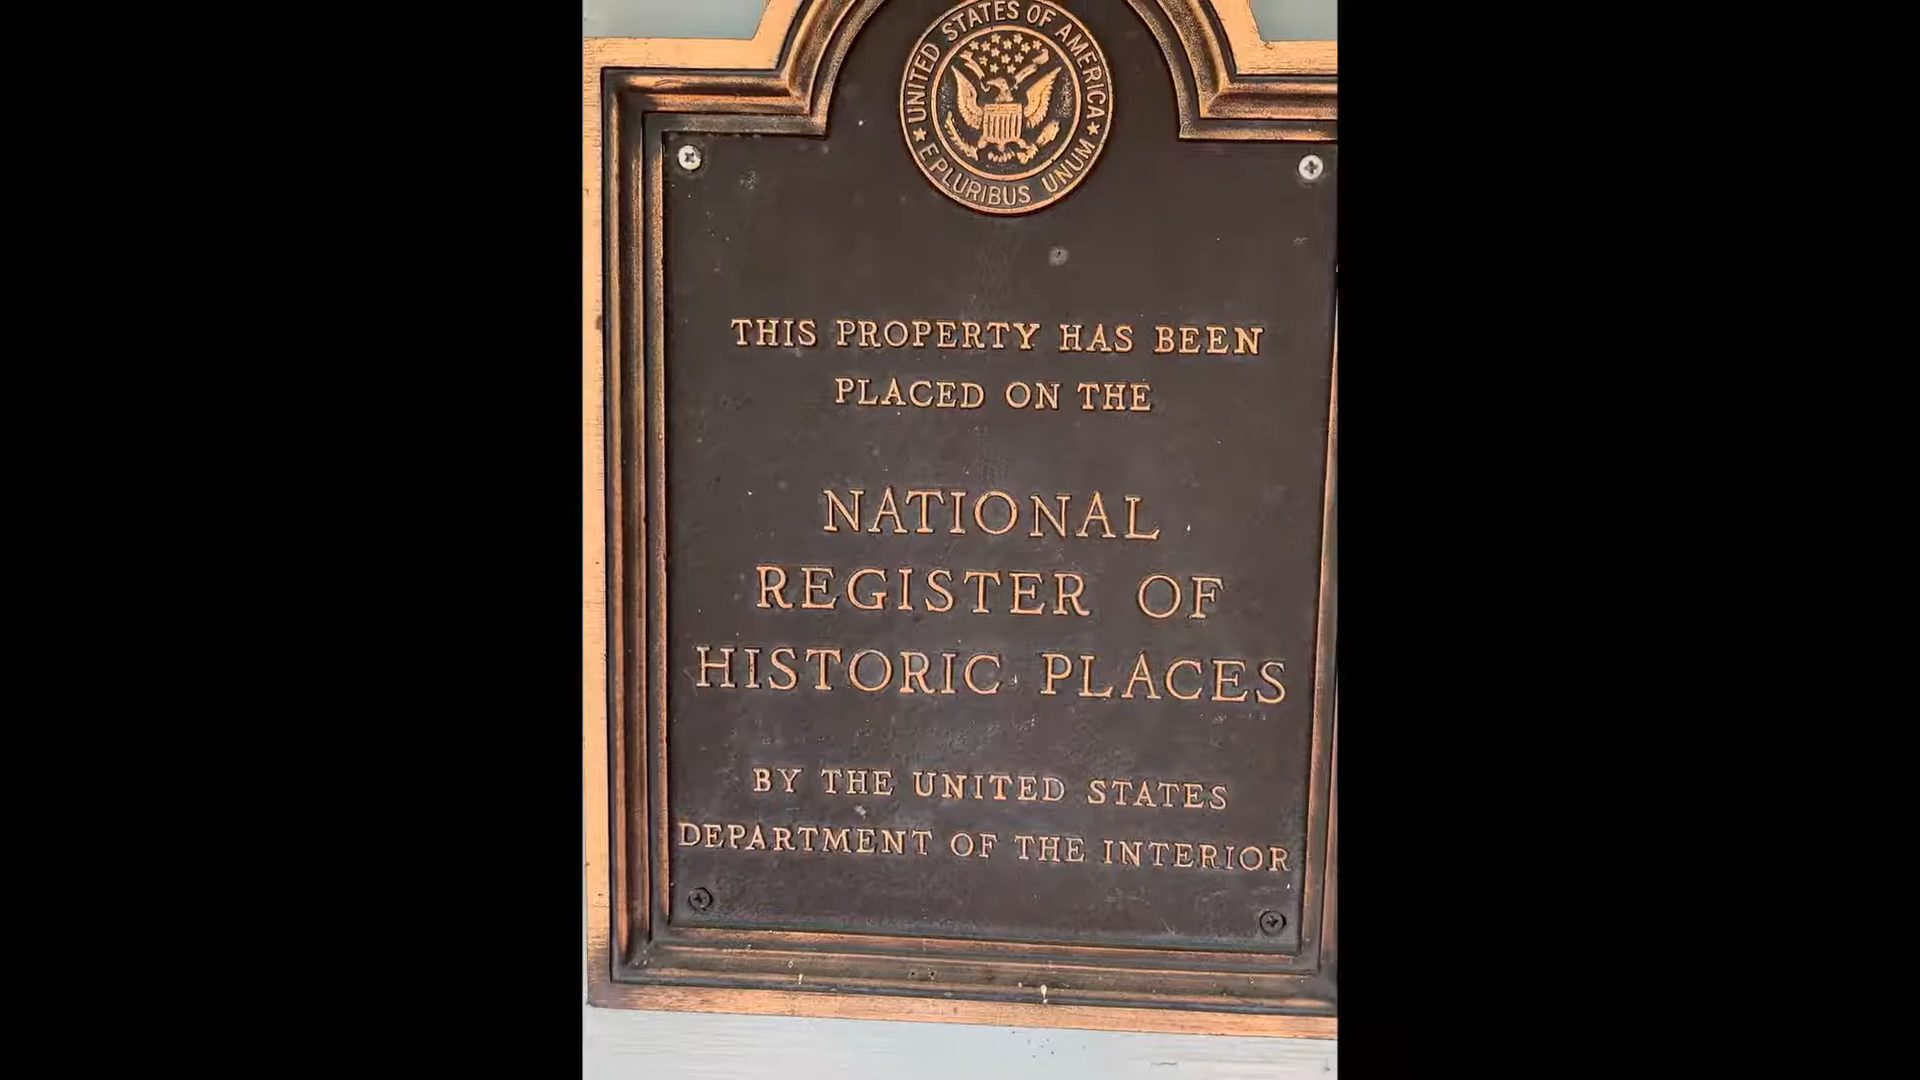 UNITED STATES OF AMERICA
E PLURIBUS UNUM
THIS PROPERTY HAS BEEN
PLACED ON THE
NATIONAL
REGISTER OF
HISTORIC PLACES
BY THE UNITED STATES
DEPARTMENT OF THE INTERIOR